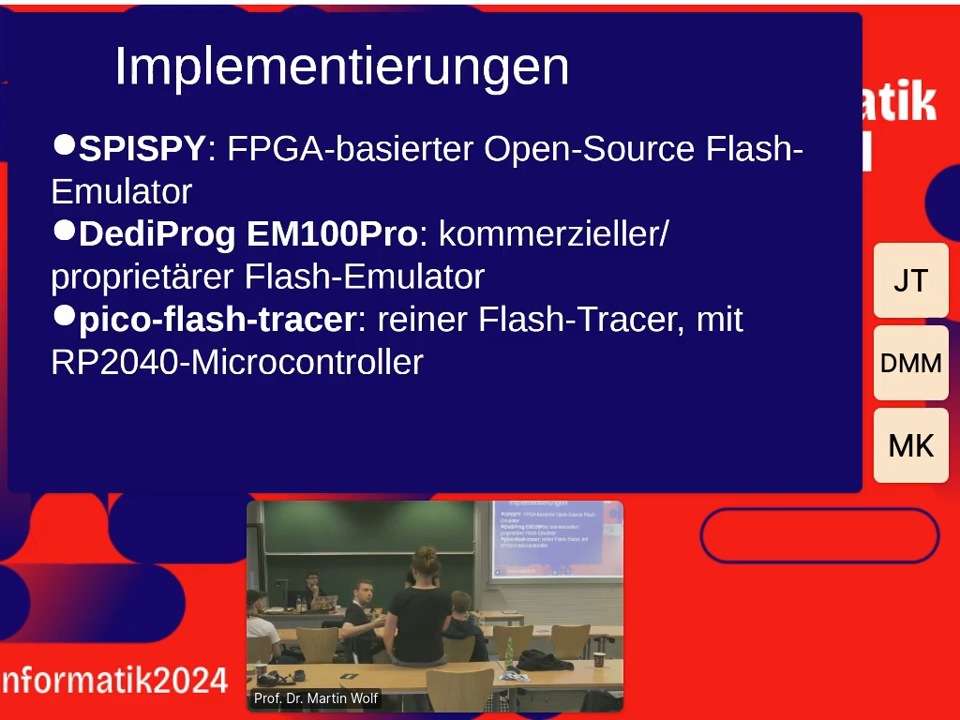 Implementierungen
●SPISPY: FPGA-basierter Open-Source Flash-
Emulator
●DediProg EM100Pro: kommerzieller/
proprietärer Flash-Emulator
●pico-flash-tracer: reiner Flash-Tracer, mit
RP2040-Microcontroller
atik
JT
DMM
MK
Prof. Dr. Martin Wolf
nformatik2024